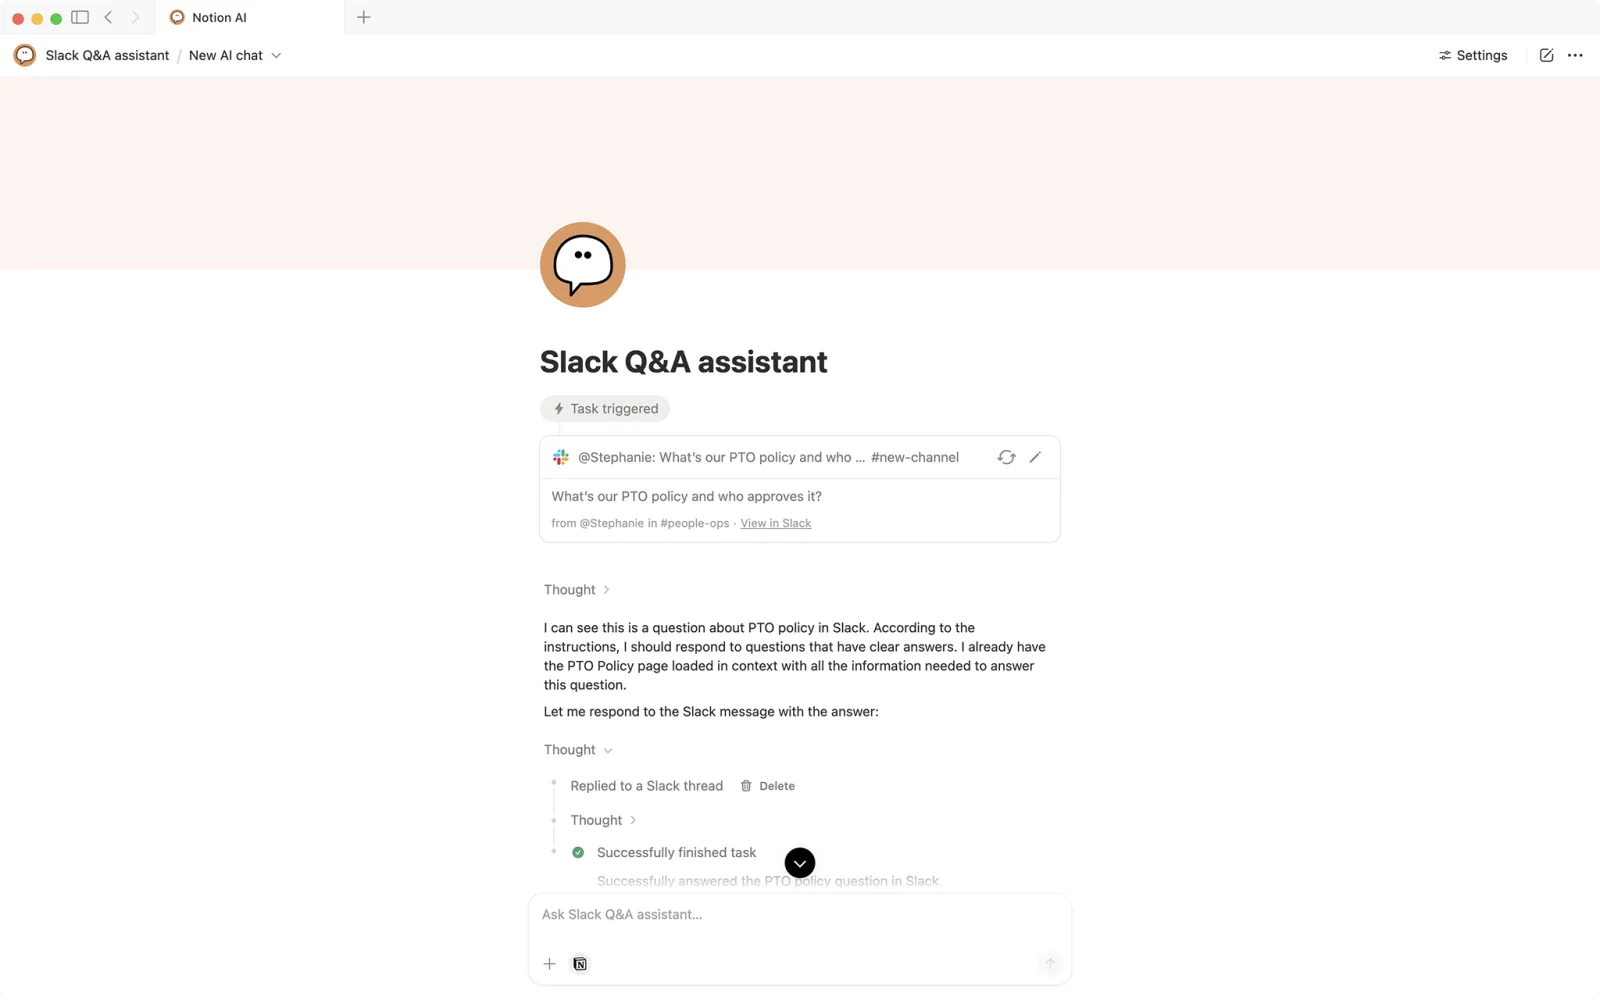 Notion AI
Slack Q&A assistant / New AI chat
Settings
Slack Q&A assistant
Task triggered
@Stephanie: What's our PTO policy and who ... #new-channel
What's our PTO policy and who approves it?
from @Stephanie in #people-ops · View in Slack
Thought
I can see this is a question about PTO policy in Slack. According to the
instructions, I should respond to questions that have clear answers. I already have
the PTO Policy page loaded in context with all the information needed to answer
this question.
Let me respond to the Slack message with the answer:
Thought
Replied to a Slack thread Delete
Thought
Successfully finished task
Successfully answered the PTO policy question in Slack.
Ask Slack Q&A assistant...